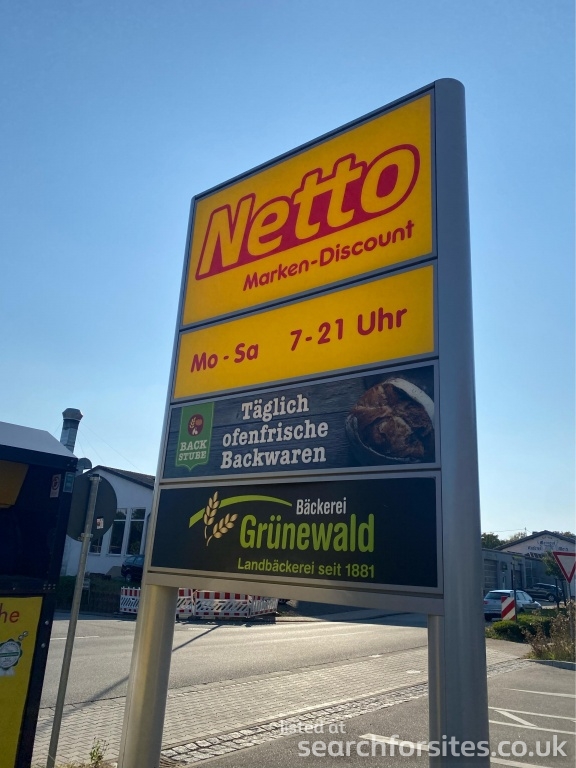 Netto
Marken-Discount
Mo - Sa 7 - 21 Uhr
BACK
STUBE
Täglich
ofenfrische
Backwaren
Bäckerei
Grünewald
Landbäckerei seit 1881
he
listed at
searchforsites.co.uk